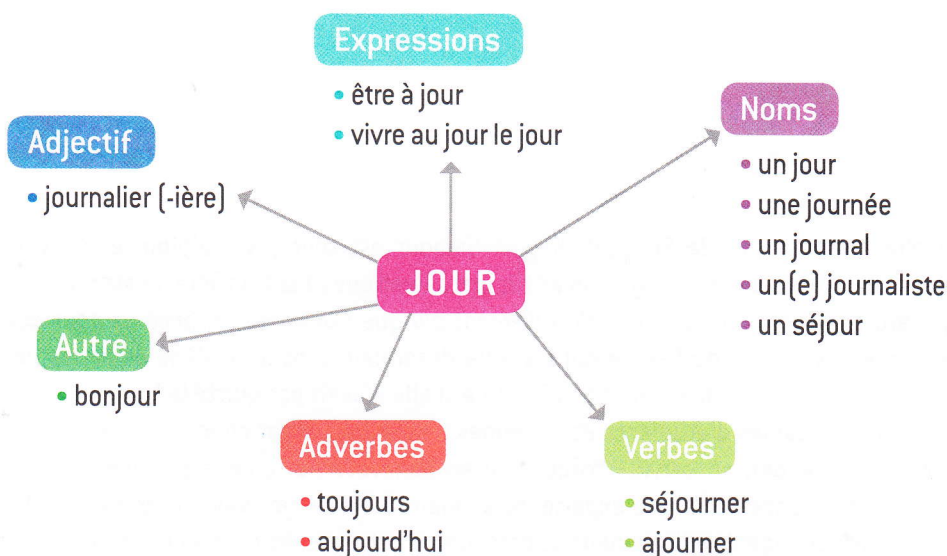 Expressions
• être à jour
• vivre au jour le jour
Adjectif
• journalier (-ière)
Noms
• un jour
• une journée
• un journal
• un(e) journaliste
• un séjour
JOUR
Autre
• bonjour
Adverbes
• toujours
• aujourd'hui
Verbes
• séjourner
• ajourner